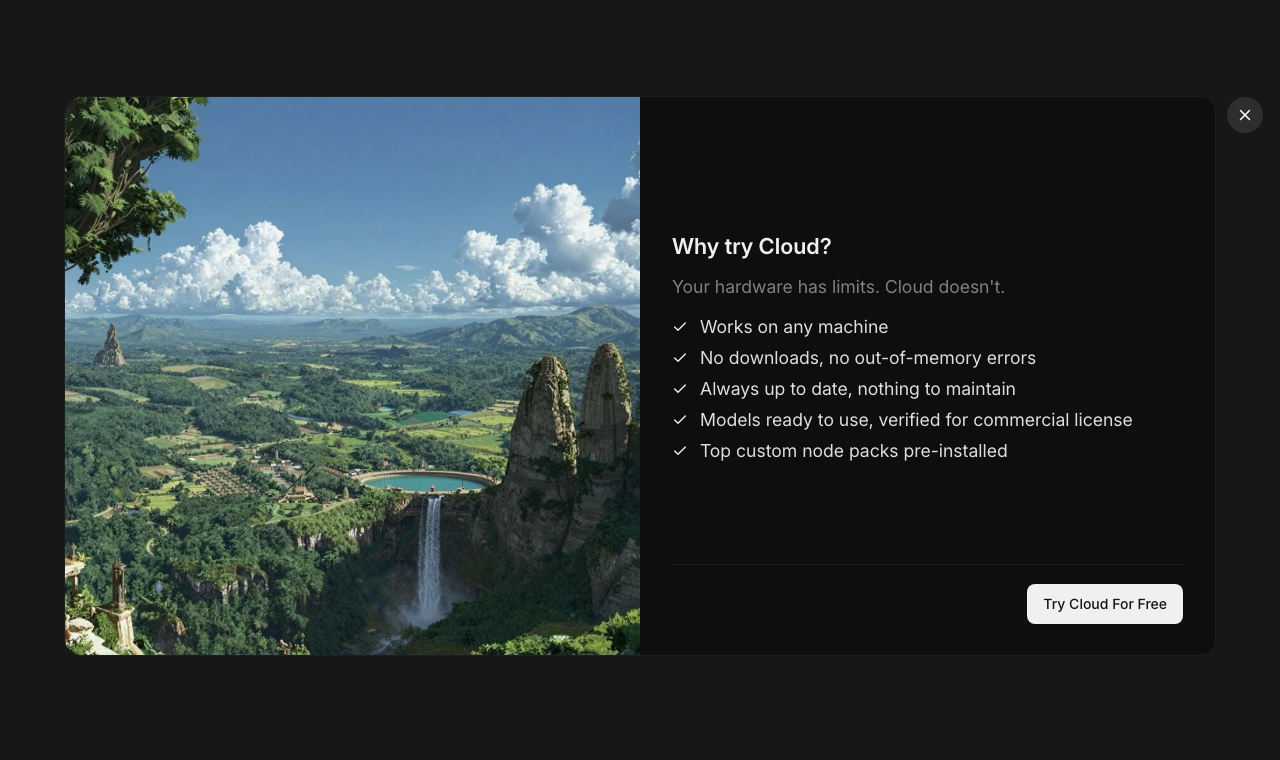 Why try Cloud?
Your hardware has limits. Cloud doesn't.
Works on any machine
No downloads, no out-of-memory errors
Always up to date, nothing to maintain
Models ready to use, verified for commercial license
Top custom node packs pre-installed
Try Cloud For Free